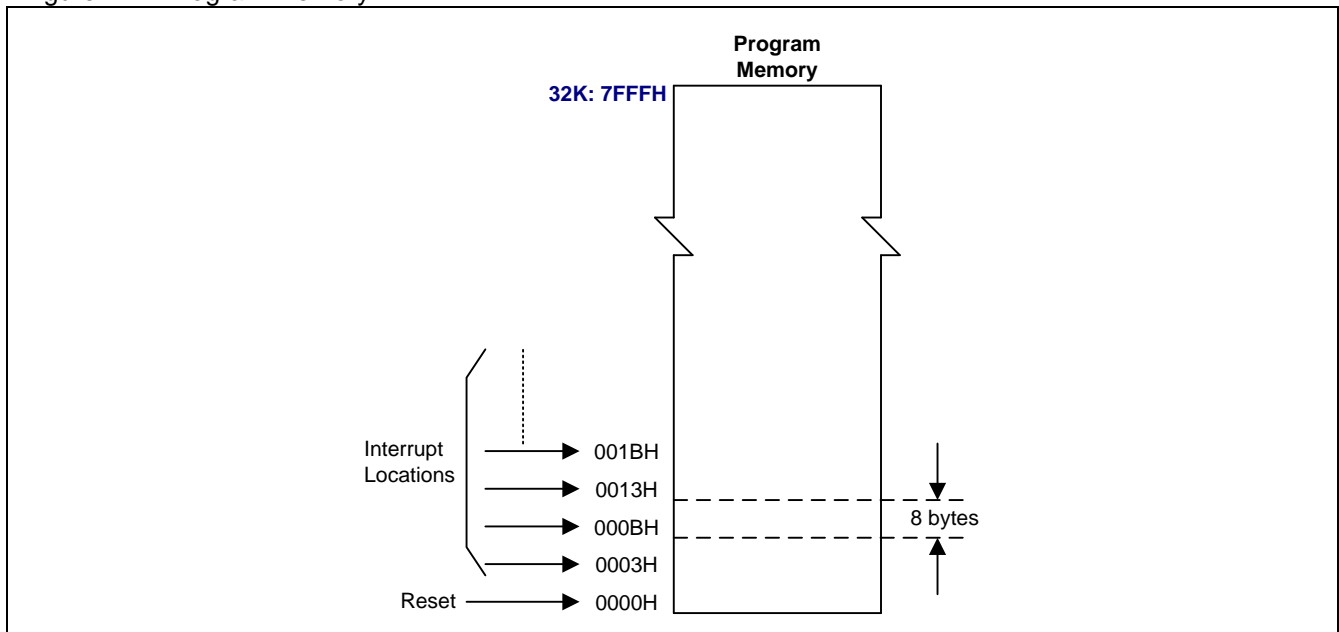 Program
Memory
32K: 7FFFH
Interrupt
Locations
001BH
0013H
000BH
0003H
Reset
0000H
8 bytes